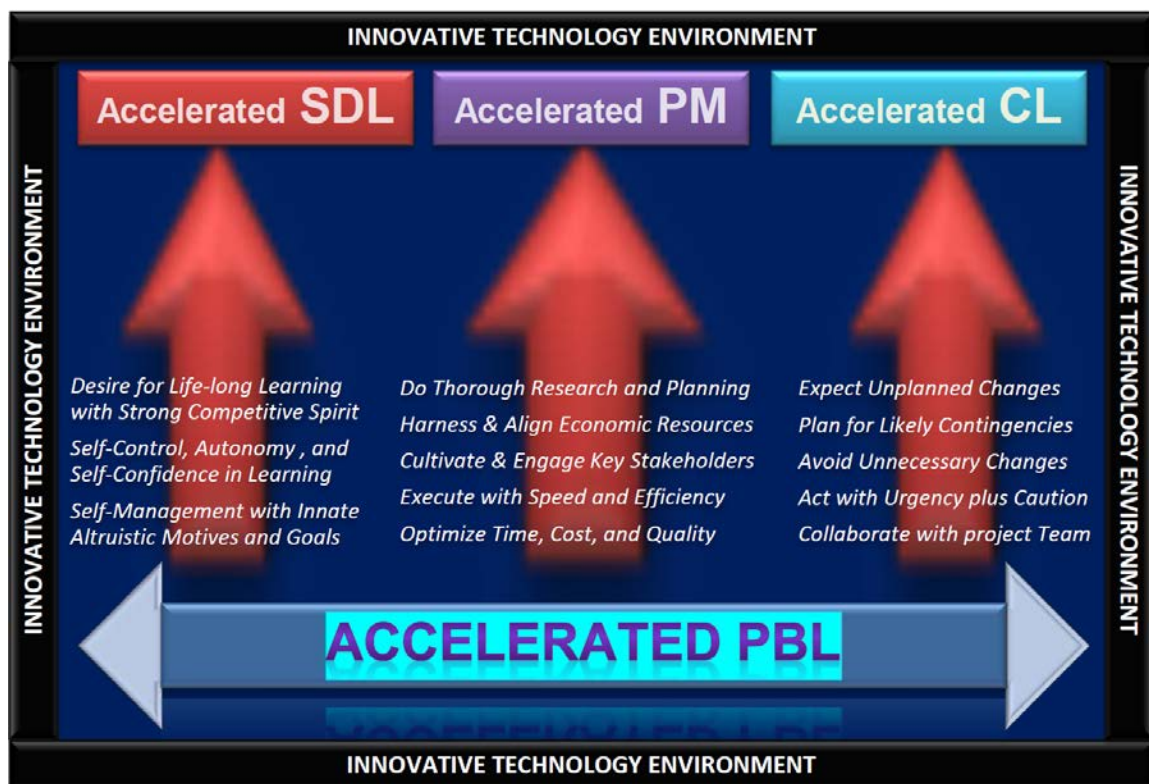 INNOVATIVE TECHNOLOGY ENVIRONMENT
INNOVATIVE TECHNOLOGY ENVIRONMENT
Accelerated SDL
Accelerated PM
Accelerated CL
Desire for Life-long Learning
with Strong Competitive Spirit
Self-Control, Autonomy , and
Self-Confidence in Learning
Self-Management with Innate
Altruistic Motives and Goals
Do Thorough Research and Planning
Harness & Align Economic Resources
Cultivate & Engage Key Stakeholders
Execute with Speed and Efficiency
Optimize Time, Cost, and Quality
Expect Unplanned Changes
Plan for Likely Contingencies
Avoid Unnecessary Changes
Act with Urgency plus Caution
Collaborate with project Team
INNOVATIVE TECHNOLOGY ENVIRONMENT
ACCELERATED PBL
INNOVATIVE TECHNOLOGY ENVIRONMENT